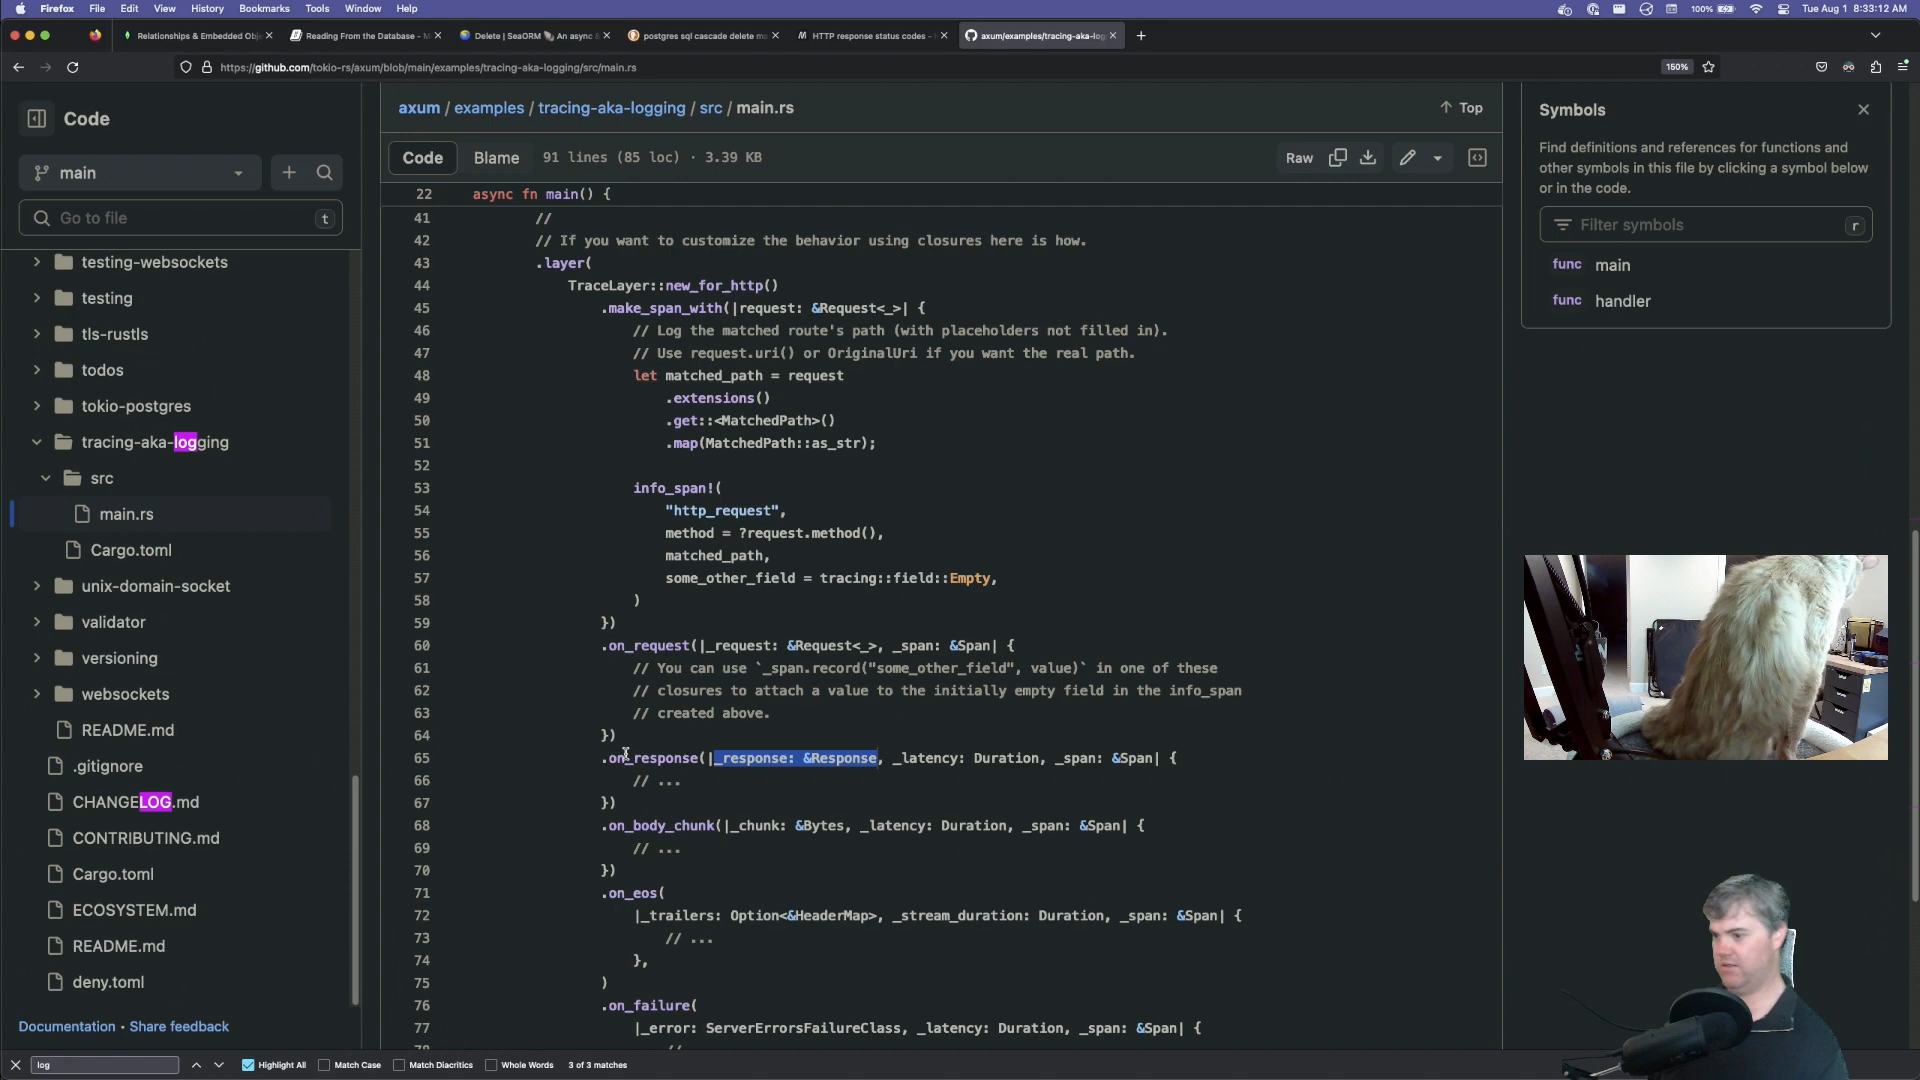 Firefox File Edit View History Bookmarks Tools Window Help
100% Tue Aug 1 8:33:12 AM
Relationships & Embedded Obj
Reading From the Database - M
Delete | SeaORM 🐚 An async &
postgres sql cascade delete ma
HTTP response status codes -
axum/examples/tracing-aka-log
https://github.com/tokio-rs/axum/blob/main/examples/tracing-aka-logging/src/main.rs
150%
Code
main
Go to file t
testing-websockets
testing
tls-rustls
todos
tokio-postgres
tracing-aka-logging
src
main.rs
Cargo.toml
unix-domain-socket
validator
versioning
websockets
README.md
.gitignore
CHANGELOG.md
CONTRIBUTING.md
Cargo.toml
ECOSYSTEM.md
README.md
deny.toml
Documentation • Share feedback
axum / examples / tracing-aka-logging / src / main.rs
Top
Code Blame 91 lines (85 loc) · 3.39 KB
Raw
22 async fn main() {
41 //
42 // If you want to customize the behavior using closures here is how.
43 .layer(
44 TraceLayer::new_for_http()
45 .make_span_with(|request: &Request<_>| {
46 // Log the matched route's path (with placeholders not filled in).
47 // Use request.uri() or OriginalUri if you want the real path.
48 let matched_path = request
49 .extensions()
50 .get::<MatchedPath>()
51 .map(MatchedPath::as_str);
52
53 info_span!(
54 "http_request",
55 method = ?request.method(),
56 matched_path,
57 some_other_field = tracing::field::Empty,
58 )
59 })
60 .on_request(|_request: &Request<_>, _span: &Span| {
61 // You can use `_span.record("some_other_field", value)` in one of these
62 // closures to attach a value to the initially empty field in the info_span
63 // created above.
64 })
65 .on_response(|_response: &Response, _latency: Duration, _span: &Span| {
66 // ...
67 })
68 .on_body_chunk(|_chunk: &Bytes, _latency: Duration, _span: &Span| {
69 // ...
70 })
71 .on_eos(
72 |_trailers: Option<&HeaderMap>, _stream_duration: Duration, _span: &Span| {
73 // ...
74 },
75 )
76 .on_failure(
77 |_error: ServerErrorsFailureClass, _latency: Duration, _span: &Span| {
Symbols
Find definitions and references for functions and
other symbols in this file by clicking a symbol below
or in the code.
Filter symbols r
func main
func handler
log Highlight All Match Case Match Diacritics Whole Words 3 of 3 matches